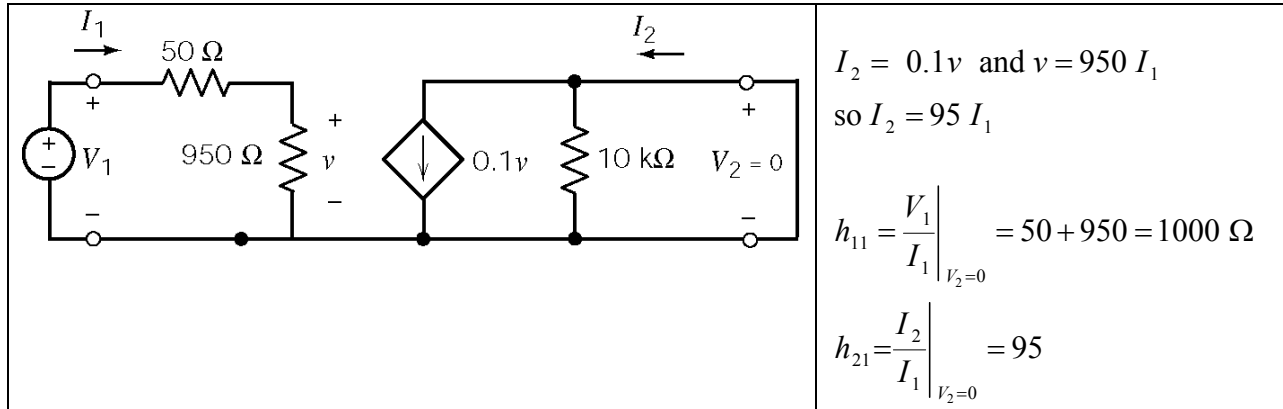 I1
50 Ω
I2
+
+
−
V1
950 Ω
+
v
−
0.1v
10 kΩ
+
V2 = 0
−
−
I2 = 0.1v and v = 950 I1
so I2 = 95 I1
h11 = V1/I1 |V2=0 = 50 + 950 = 1000 Ω
h21 = I2/I1 |V2=0 = 95